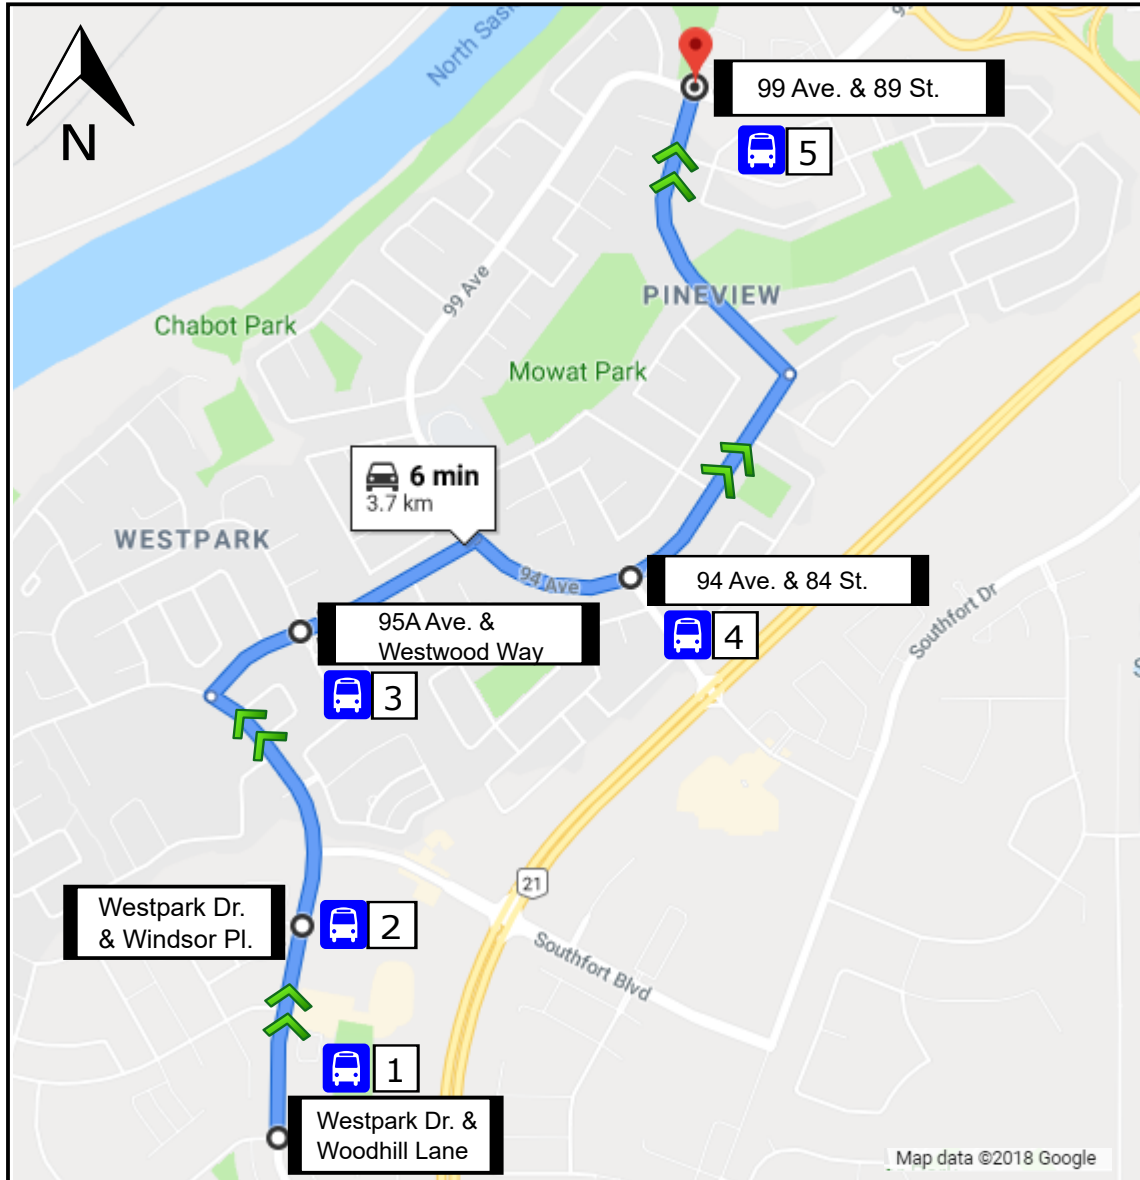 North Sas
99 Ave. & 89 St.
N
5
99 Ave
PINEVIEW
Chabot Park
Mowat Park
6 min
3.7 km
WESTPARK
94 Ave
94 Ave. & 84 St.
95A Ave. &
Westwood Way
4
Southfort Dr
3
21
Westpark Dr.
& Windsor Pl.
2
Southfort Blvd
1
Westpark Dr. &
Woodhill Lane
Map data ©2018 Google